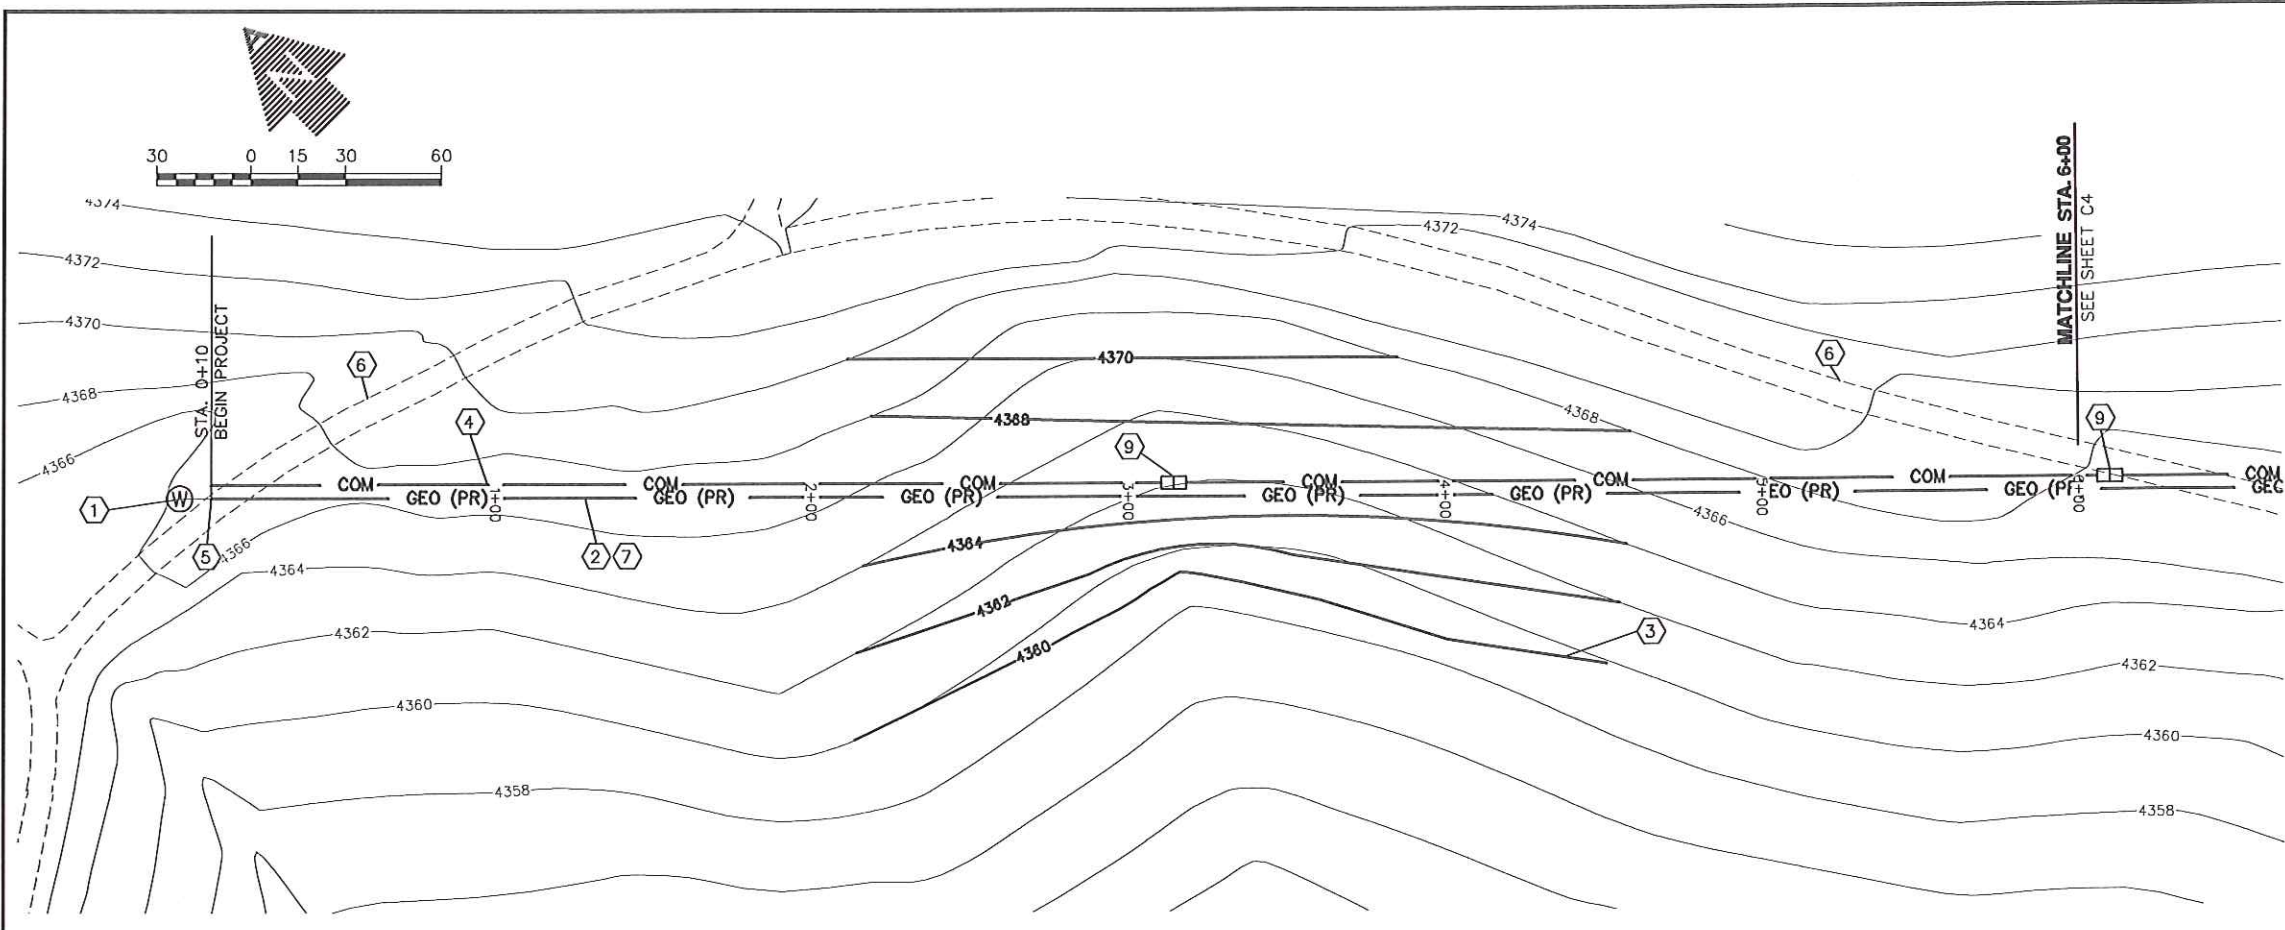 N
30 0 15 30 60
4374
4372
4370
4368
4366
STA. 0+10
BEGIN PROJECT
6
4
1
W
5
4366
4364
4362
4360
4358
COM
GEO (PR)
1+00
2
7
COM
GEO (PR)
2+00
COM
GEO (PR)
3+00
9
4370
4368
4364
4362
4360
COM
GEO (PR)
4+00
3
4372
4374
4368
COM
GEO (PR)
4366
5+00
EO (PR)
6
COM
GEO (PR
6+00
MATCHLINE STA. 6+00
SEE SHEET C4
9
COM
GEO
4364
4362
4360
4358